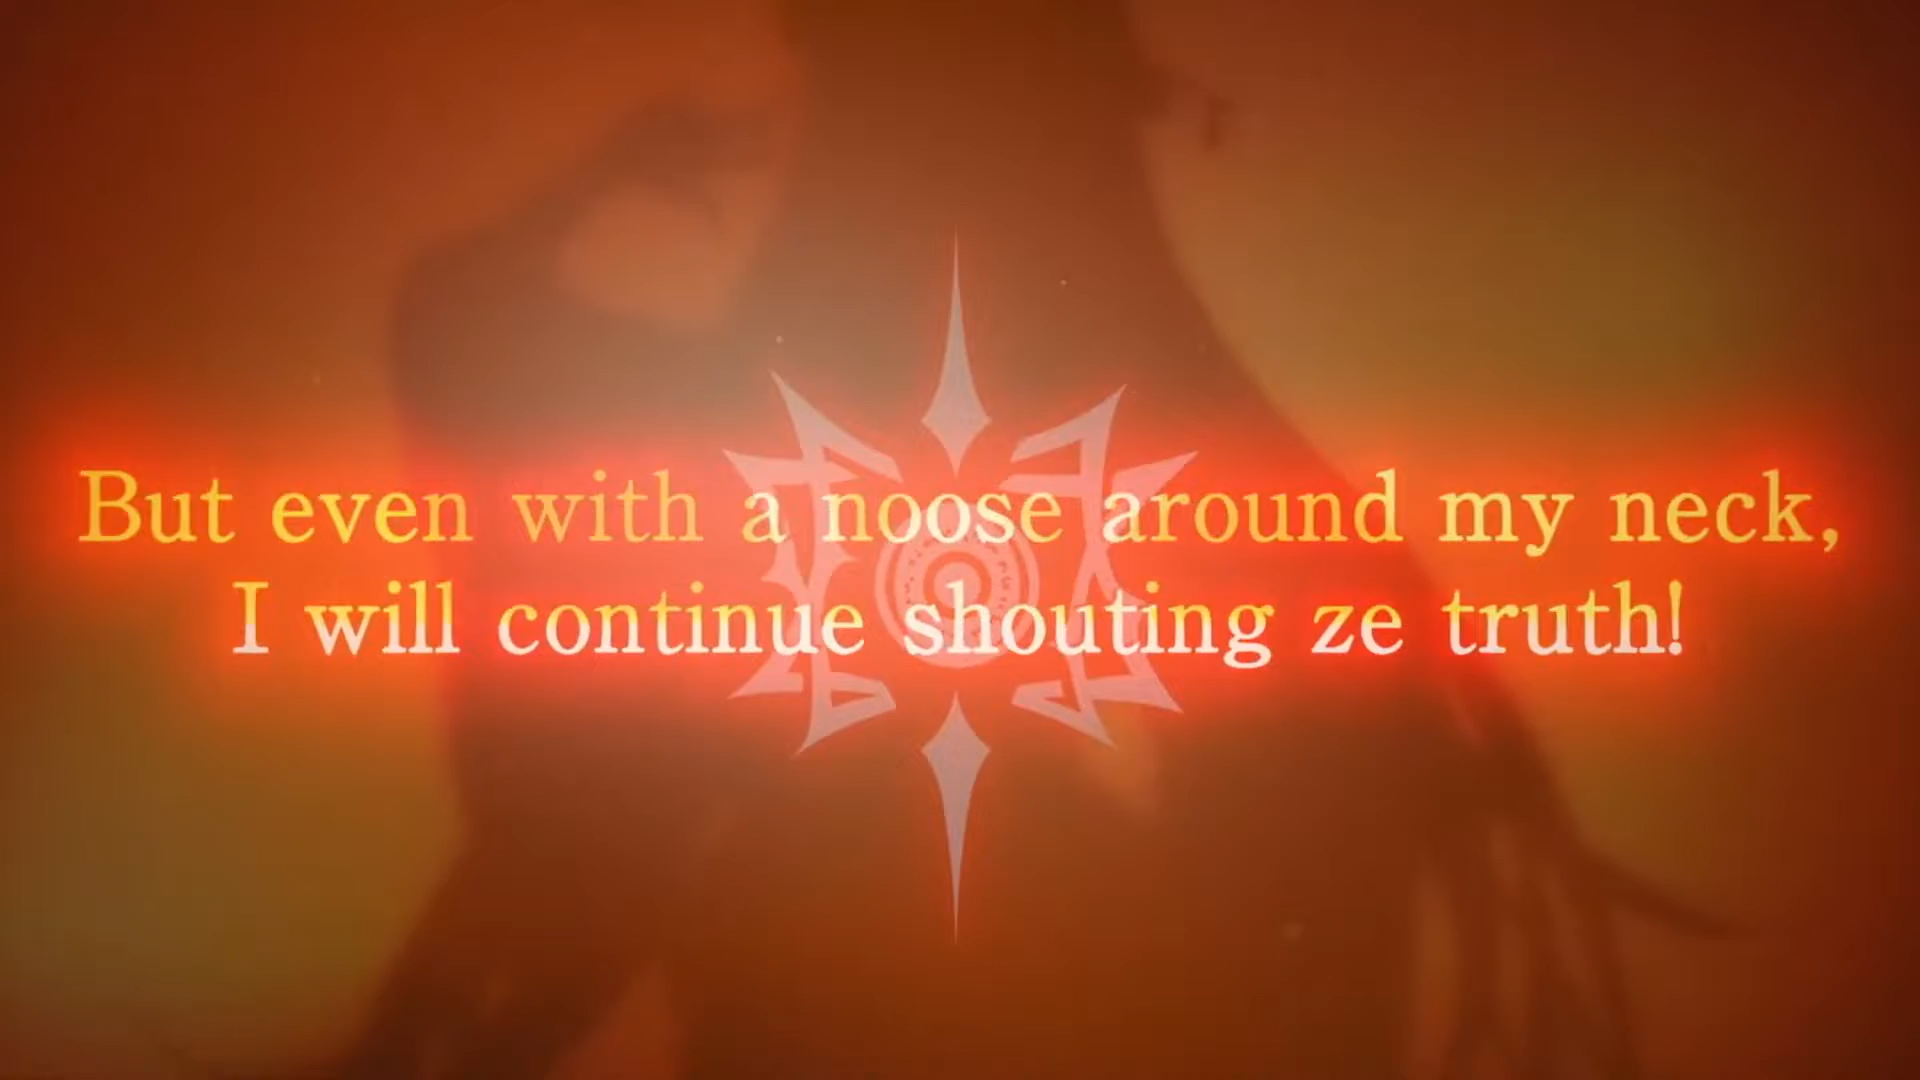 But even with a noose around my neck,
I will continue shouting ze truth!